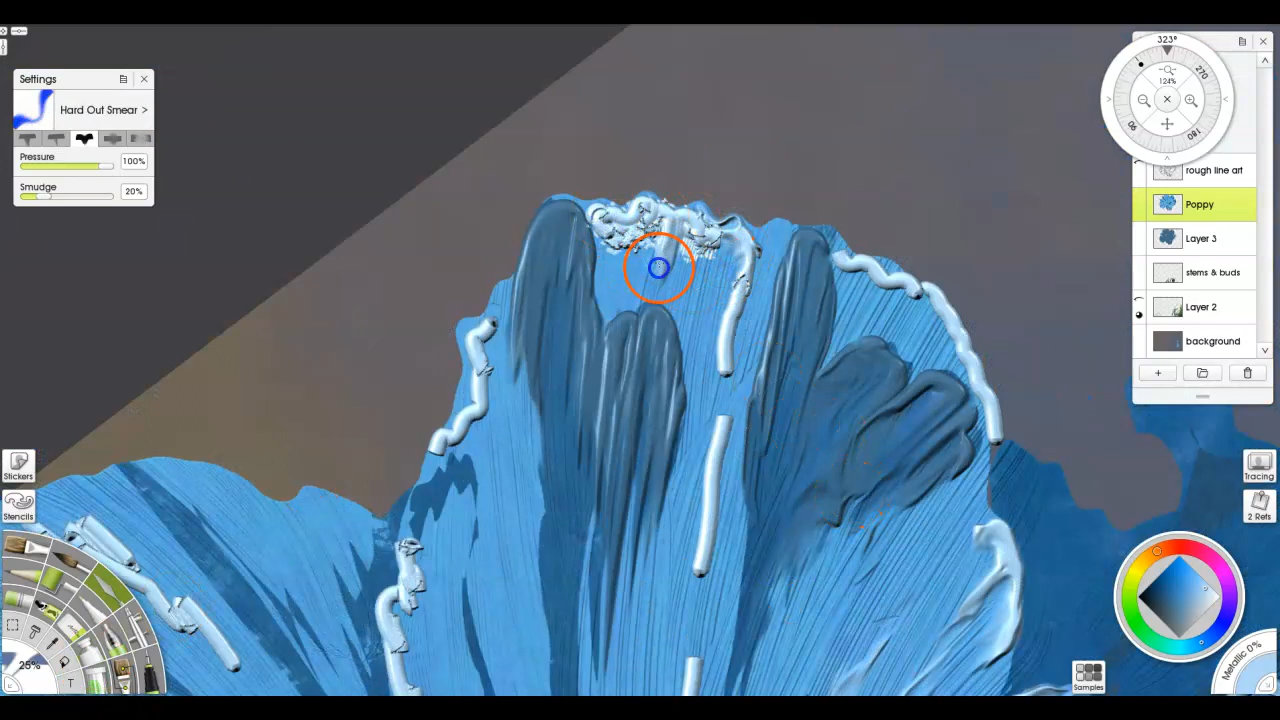 Settings
Hard Out Smear >
Pressure
100%
Smudge
20%
323°
270
124%
90
180
rough line art
Poppy
Layer 3
stems & buds
Layer 2
background
Stickers
Stencils
Tracing
2 Refs
25%
T
Samples
Metallic 0%